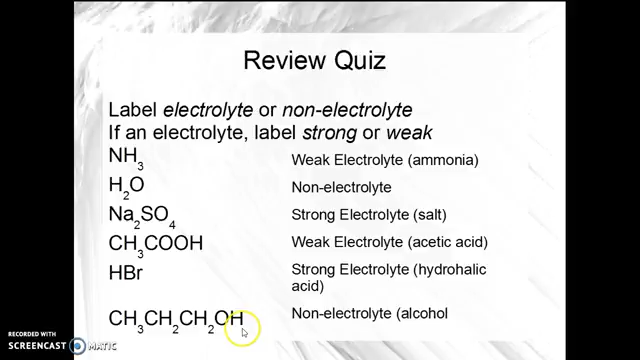 Review Quiz
Label electrolyte or non-electrolyte
If an electrolyte, label strong or weak
NH₃ Weak Electrolyte (ammonia)
H₂O Non-electrolyte
Na₂SO₄ Strong Electrolyte (salt)
CH₃COOH Weak Electrolyte (acetic acid)
HBr Strong Electrolyte (hydrohalic
acid)
CH₃CH₂CH₂OH Non-electrolyte (alcohol
RECORDED WITH
SCREENCAST MATIC